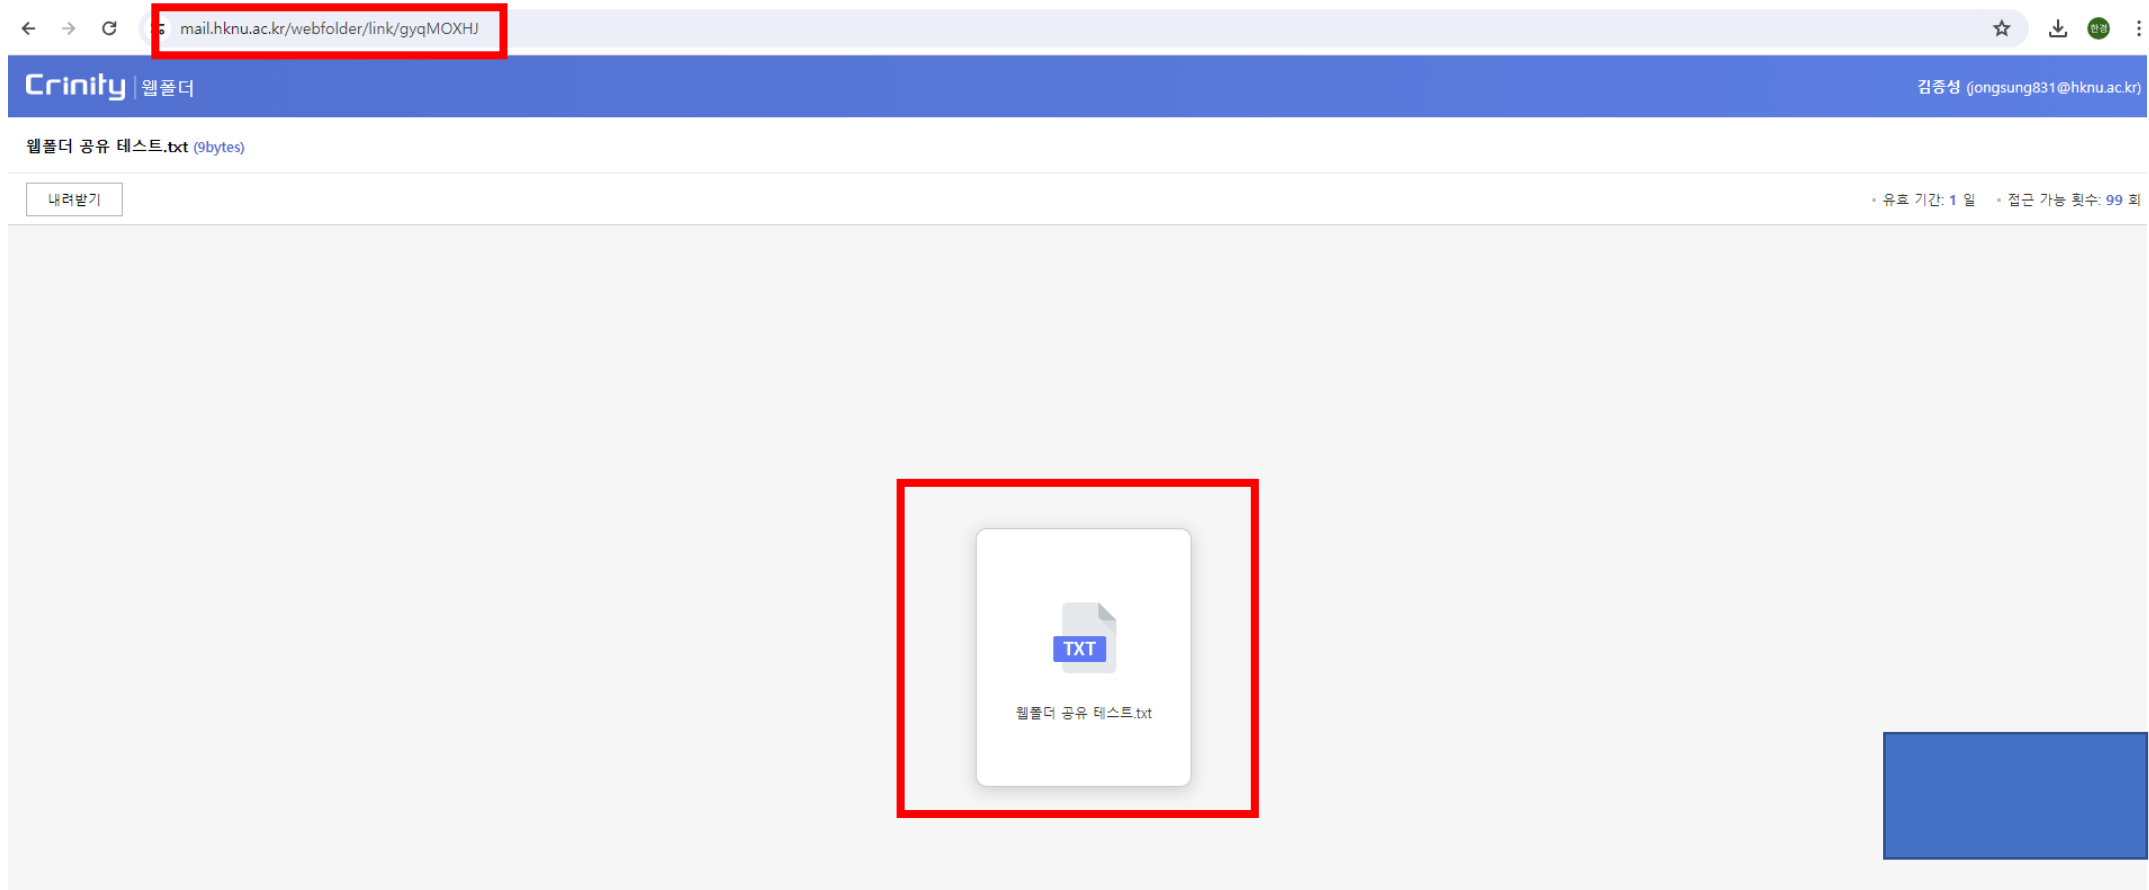 mail.hknu.ac.kr/webfolder/link/gyqMOXHJ
한경
Crinity 웹폴더
김종성 (jongsung831@hknu.ac.kr)
웹폴더 공유 테스트.txt (9bytes)
내려받기
• 유효 기간: 1 일 • 접근 가능 횟수: 99 회
TXT
웹폴더 공유 테스트.txt